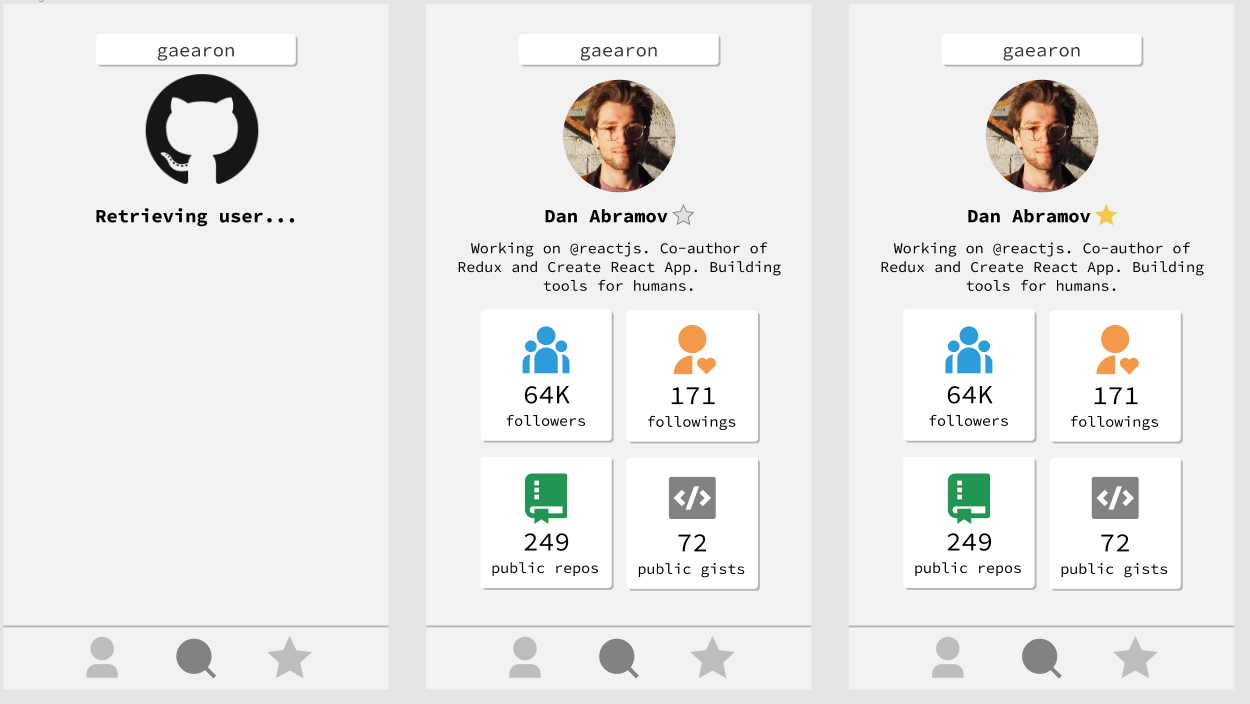 gaearon
Retrieving user...
gaearon
Dan Abramov
Working on @reactjs. Co-author of
Redux and Create React App. Building
tools for humans.
64K
followers
171
followings
249
public repos
</>
72
public gists
gaearon
Dan Abramov
Working on @reactjs. Co-author of
Redux and Create React App. Building
tools for humans.
64K
followers
171
followings
249
public repos
</>
72
public gists